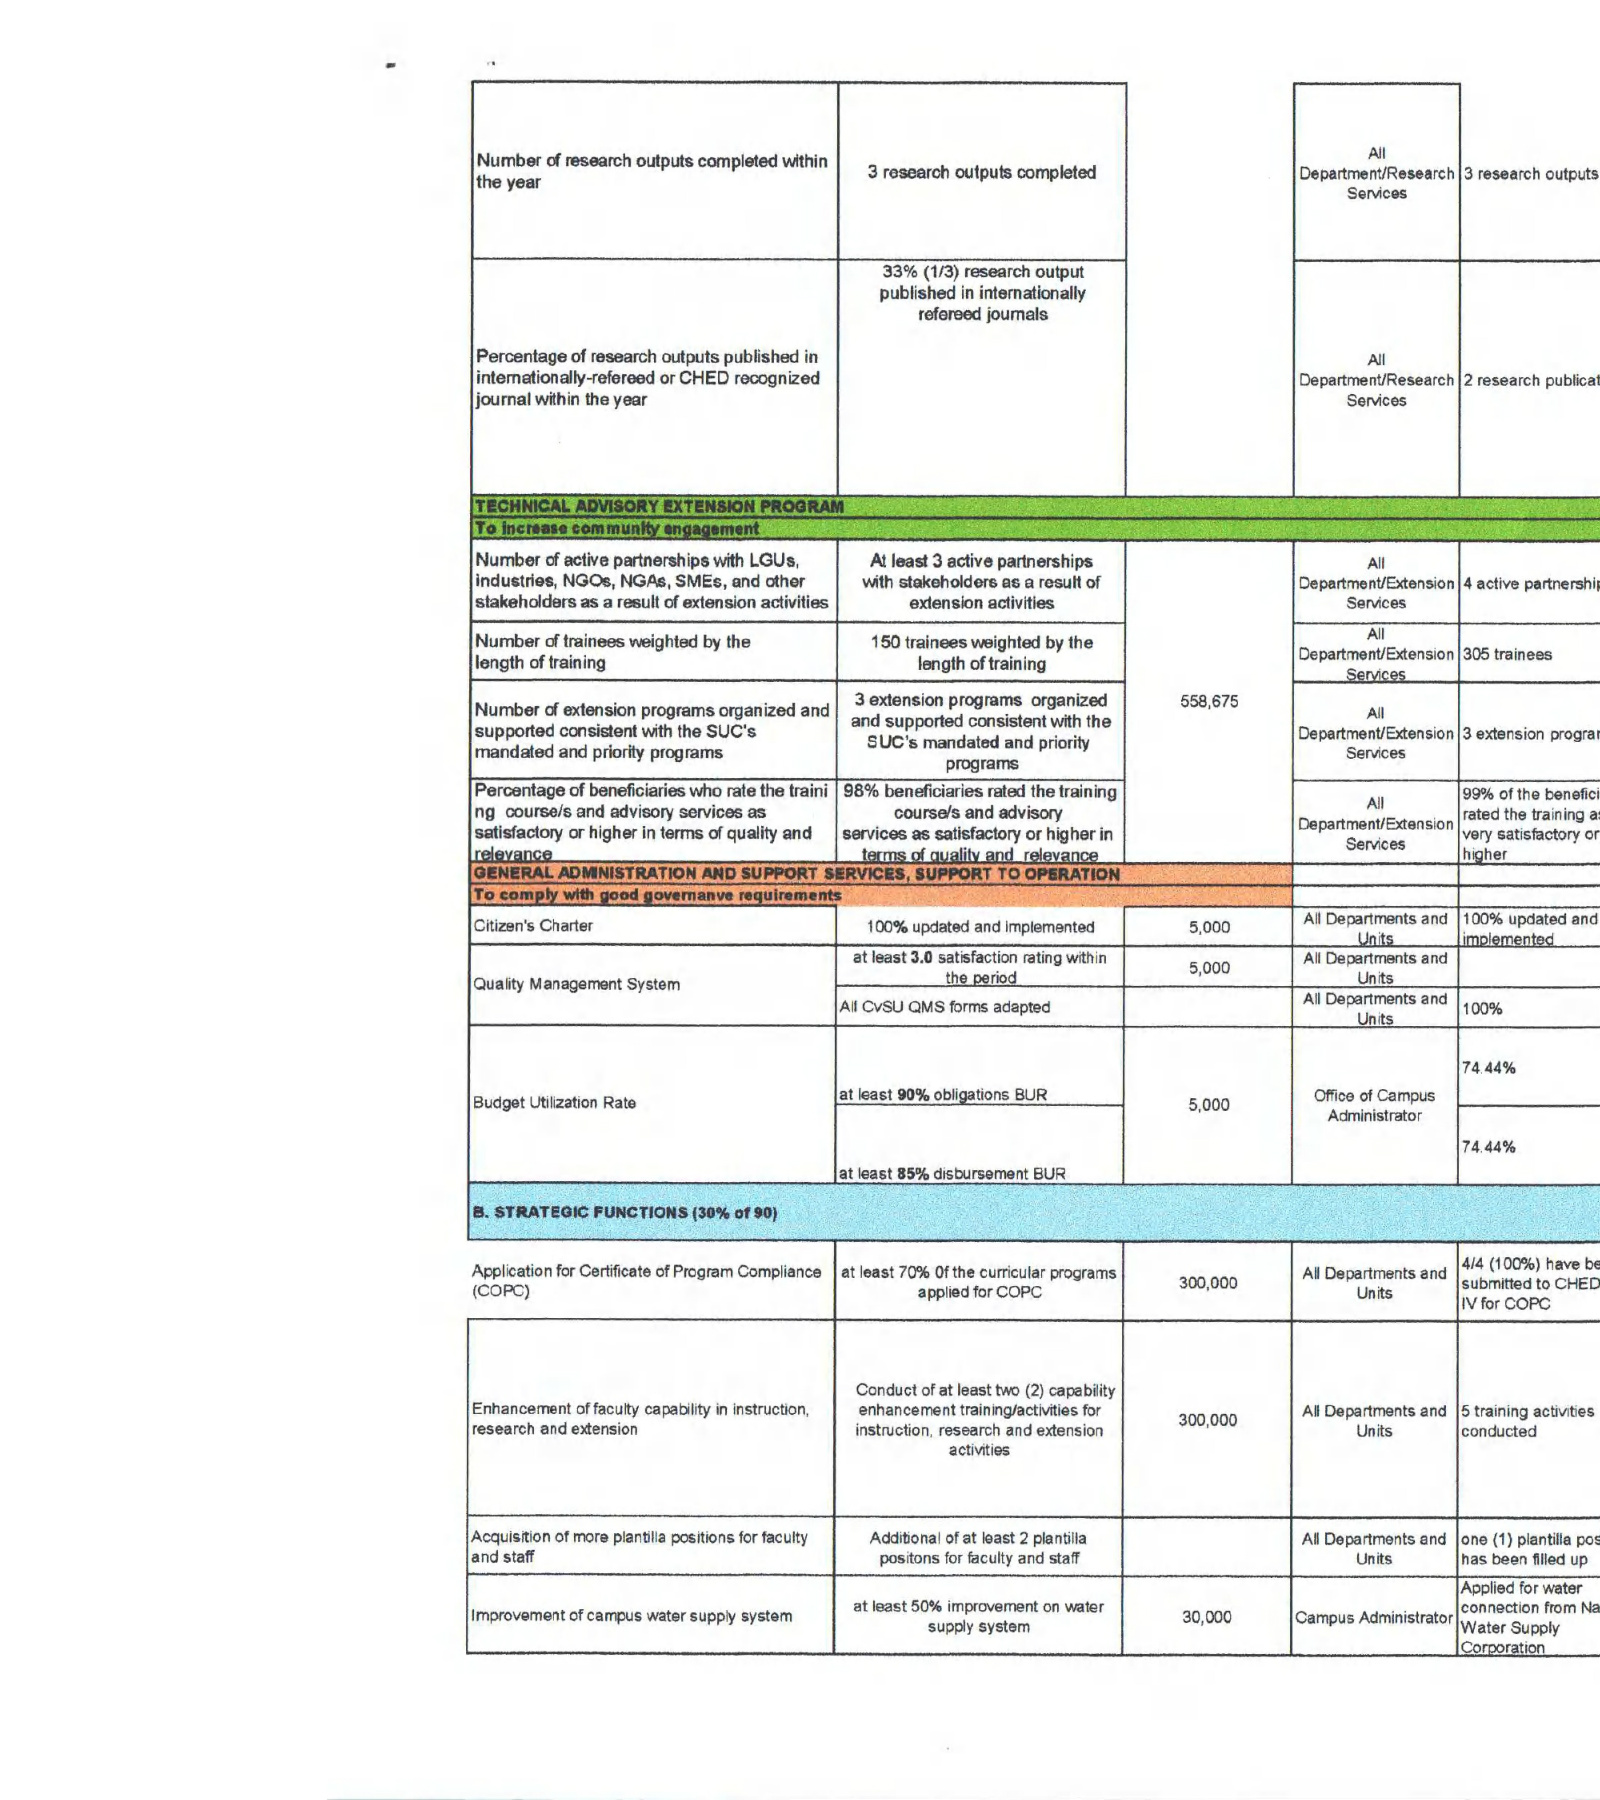 Number of research outputs completed within
the year
3 research outputs completed
All
Department/Research
Services
3 research outputs
Percentage of research outputs published in
internationally-refereed or CHED recognized
journal within the year
33% (1/3) research output
published in internationally
refereed journals
All
Department/Research
Services
2 research publicat
TECHNICAL ADVISORY EXTENSION PROGRAM
To increase community engagement
Number of active partnerships with LGUs,
industries, NGOs, NGAs, SMEs, and other
stakeholders as a result of extension activities
At least 3 active partnerships
with stakeholders as a result of
extension activities
558,675
All
Department/Extension
Services
4 active partnership
Number of trainees weighted by the
length of training
150 trainees weighted by the
length of training
All
Department/Extension
Services
305 trainees
Number of extension programs organized and
supported consistent with the SUC's
mandated and priority programs
3 extension programs organized
and supported consistent with the
SUC's mandated and priority
programs
All
Department/Extension
Services
3 extension progra
Percentage of beneficiaries who rate the traini
ng course/s and advisory services as
satisfactory or higher in terms of quality and
relevance
98% beneficiaries rated the training
course/s and advisory
services as satisfactory or higher in
terms of quality and relevance
All
Department/Extension
Services
99% of the benefici
rated the training as
very satisfactory or
higher
GENERAL ADMINISTRATION AND SUPPORT SERVICES, SUPPORT TO OPERATION
To comply with good governanve requirements
Citizen's Charter
100% updated and implemented
5,000
All Departments and
Units
100% updated and
implemented
Quality Management System
at least 3.0 satisfaction rating within
the period
5,000
All Departments and
Units
All CvSU QMS forms adapted
All Departments and
Units
100%
Budget Utilization Rate
at least 90% obligations BUR
5,000
Office of Campus
Administrator
74.44%
at least 85% disbursement BUR
74.44%
B. STRATEGIC FUNCTIONS (30% of 90)
Application for Certificate of Program Compliance
(COPC)
at least 70% 0f the curricular programs
applied for COPC
300,000
All Departments and
Units
4/4 (100%) have be
submitted to CHED
IV for COPC
Enhancement of faculty capability in instruction,
research and extension
Conduct of at least two (2) capability
enhancement training/activities for
instruction, research and extension
activities
300,000
All Departments and
Units
5 training activities
conducted
Acquisition of more plantilla positions for faculty
and staff
Additional of at least 2 plantilla
positons for faculty and staff
All Departments and
Units
one (1) plantilla pos
has been filled up
Improvement of campus water supply system
at least 50% improvement on water
supply system
30,000
Campus Administrator
Applied for water
connection from Na
Water Supply
Corporation